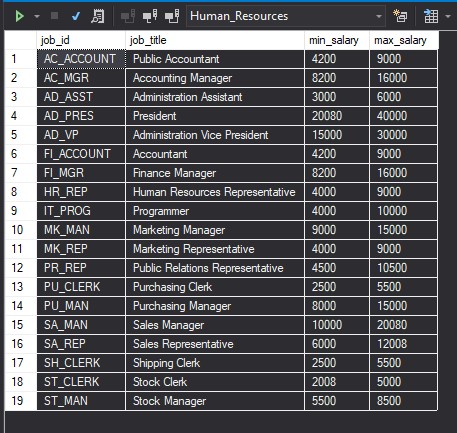 Human_Resources
job_id job_title min_salary max_salary
1 AC_ACCOUNT Public Accountant 4200 9000
2 AC_MGR Accounting Manager 8200 16000
3 AD_ASST Administration Assistant 3000 6000
4 AD_PRES President 20080 40000
5 AD_VP Administration Vice President 15000 30000
6 FI_ACCOUNT Accountant 4200 9000
7 FI_MGR Finance Manager 8200 16000
8 HR_REP Human Resources Representative 4000 9000
9 IT_PROG Programmer 4000 10000
10 MK_MAN Marketing Manager 9000 15000
11 MK_REP Marketing Representative 4000 9000
12 PR_REP Public Relations Representative 4500 10500
13 PU_CLERK Purchasing Clerk 2500 5500
14 PU_MAN Purchasing Manager 8000 15000
15 SA_MAN Sales Manager 10000 20080
16 SA_REP Sales Representative 6000 12008
17 SH_CLERK Shipping Clerk 2500 5500
18 ST_CLERK Stock Clerk 2008 5000
19 ST_MAN Stock Manager 5500 8500